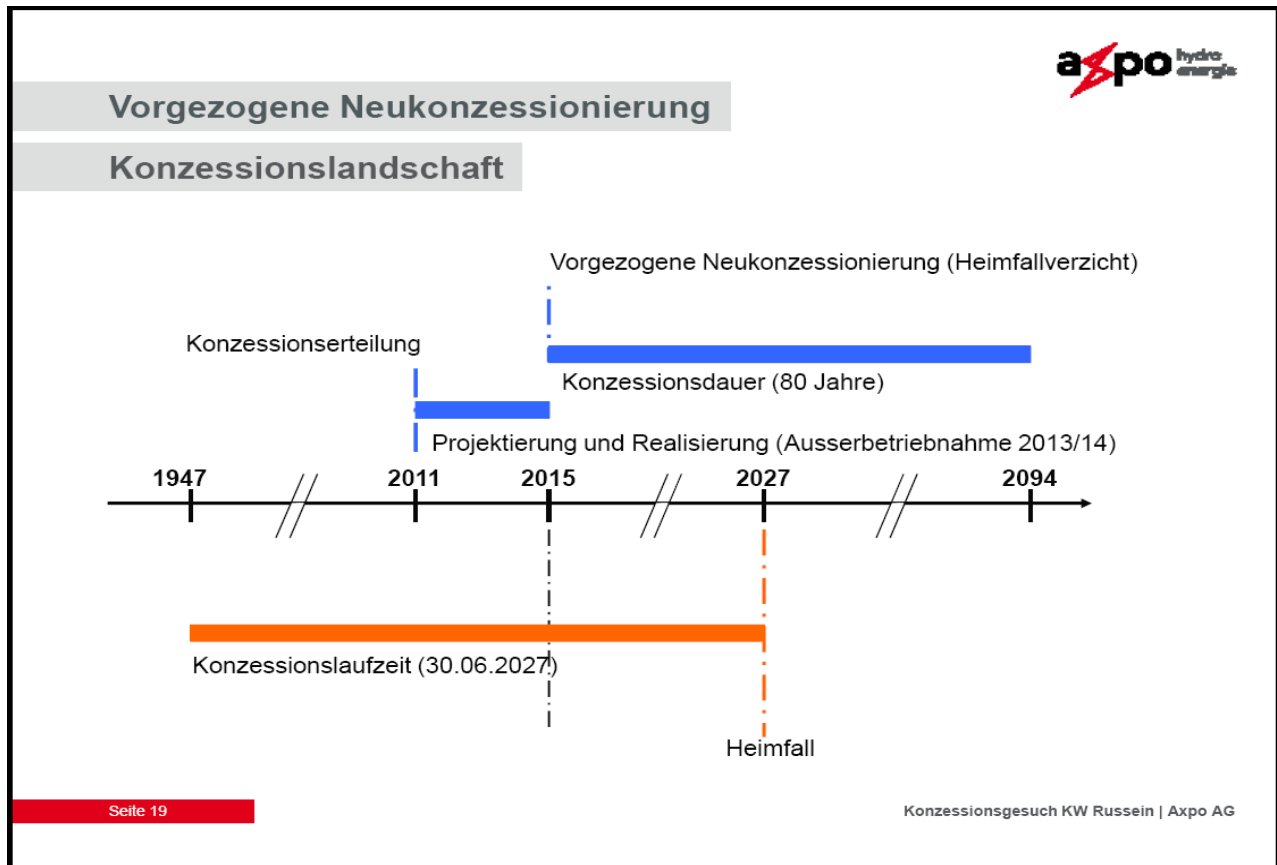 axpo hydro energie
Vorgezogene Neukonzessionierung
Konzessionslandschaft
Vorgezogene Neukonzessionierung (Heimfallverzicht)
Konzessionserteilung
Konzessionsdauer (80 Jahre)
Projektierung und Realisierung (Ausserbetriebnahme 2013/14)
1947 2011 2015 2027 2094
Konzessionslaufzeit (30.06.2027)
Heimfall
Seite 19 Konzessionsgesuch KW Russein | Axpo AG